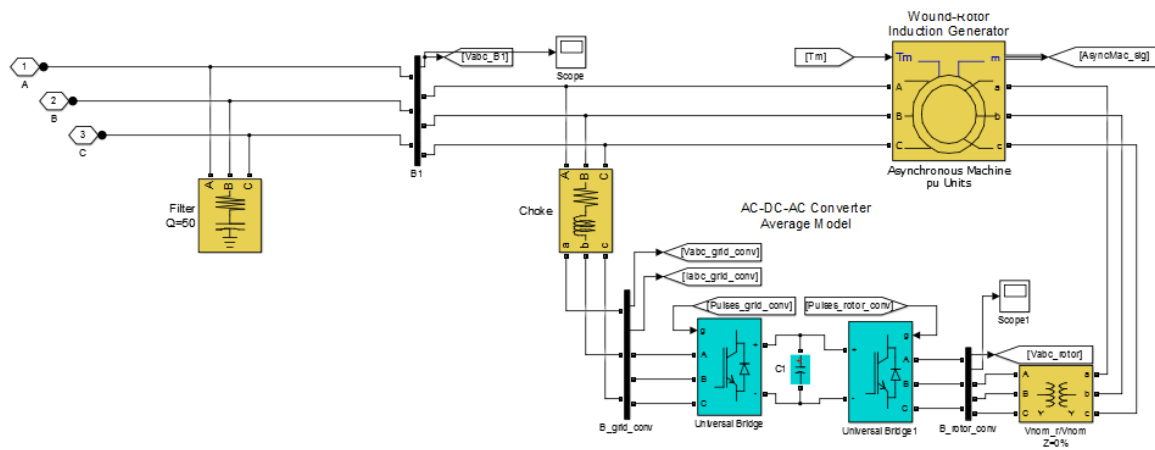 Wound-Rotor
Induction Generator
[Vabc_B1]
Scope
[Tm]
Tm
m
[AsyncMac_sig]
1
A
2
B
3
C
A
B
C
a
b
c
B1
Asynchronous Machine
pu Units
A
B
C
Filter
Q=50
A
B
C
Choke
a
b
c
AC-DC-AC Converter
Average Model
[Vabc_grid_conv]
[Iabc_grid_conv]
[Pulses_grid_conv]
[Pulses_rotor_conv]
Scope1
[Vabc_rotor]
g
A
B
C
+
-
C1
+
-
g
A
B
C
A
B
C
a
b
c
Y
Y
B_grid_conv
Universal Bridge
Universal Bridge1
B_rotor_conv
Vnom_r/Vnom
Z=0%